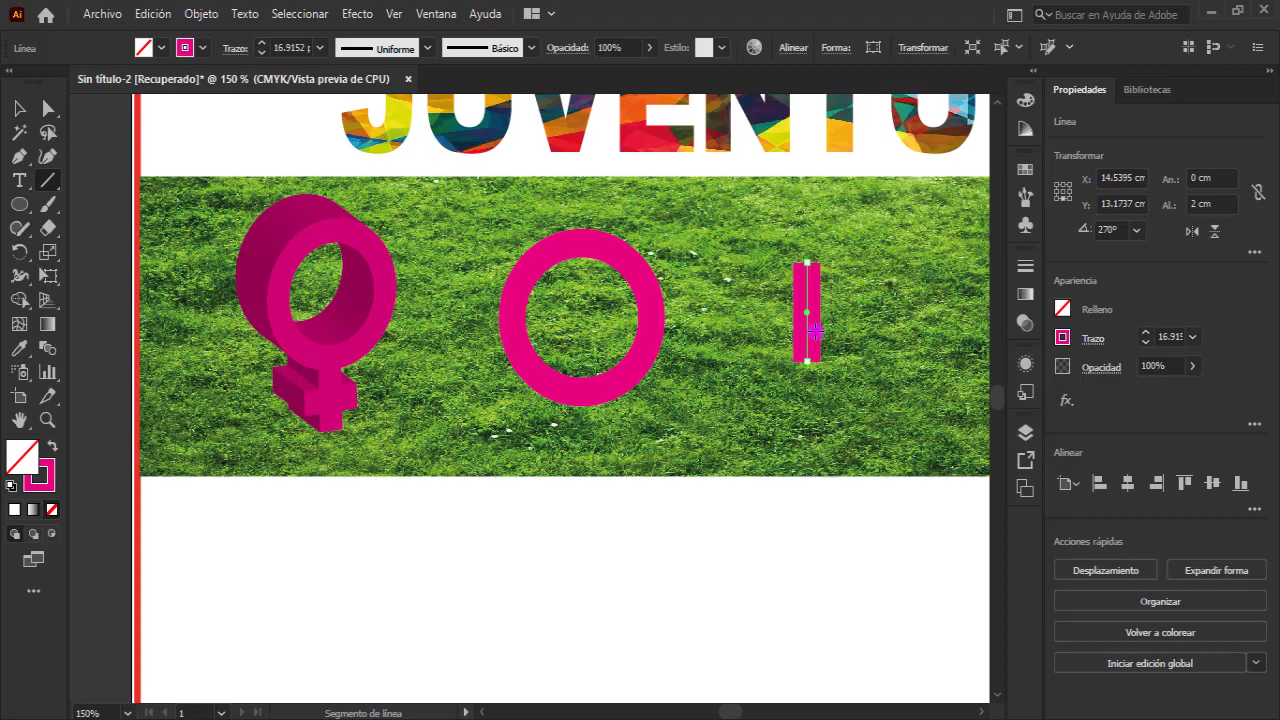 Ai
Archivo Edición Objeto Texto Seleccionar Efecto Ver Ventana Ayuda
Buscar en Ayuda de Adobe
Línea
Trazo: 16.9152 p
Uniforme
Básico
Opacidad: 100%
Estilo:
Alinear
Forma:
Transformar
Sin título-2 [Recuperado]* @ 150 % (CMYK/Vista previa de CPU)
JUVENTU
Propiedades Bibliotecas
Línea
Transformar
X: 14.5395 cm An.: 0 cm
Y: 13.1737 cm Al.: 2 cm
270°
Apariencia
Relleno
Trazo 16.915
Opacidad 100%
fx.
Alinear
Acciones rápidas
Desplazamiento Expandir forma
Organizar
Volver a colorear
Iniciar edición global
150% 1 Segmento de línea